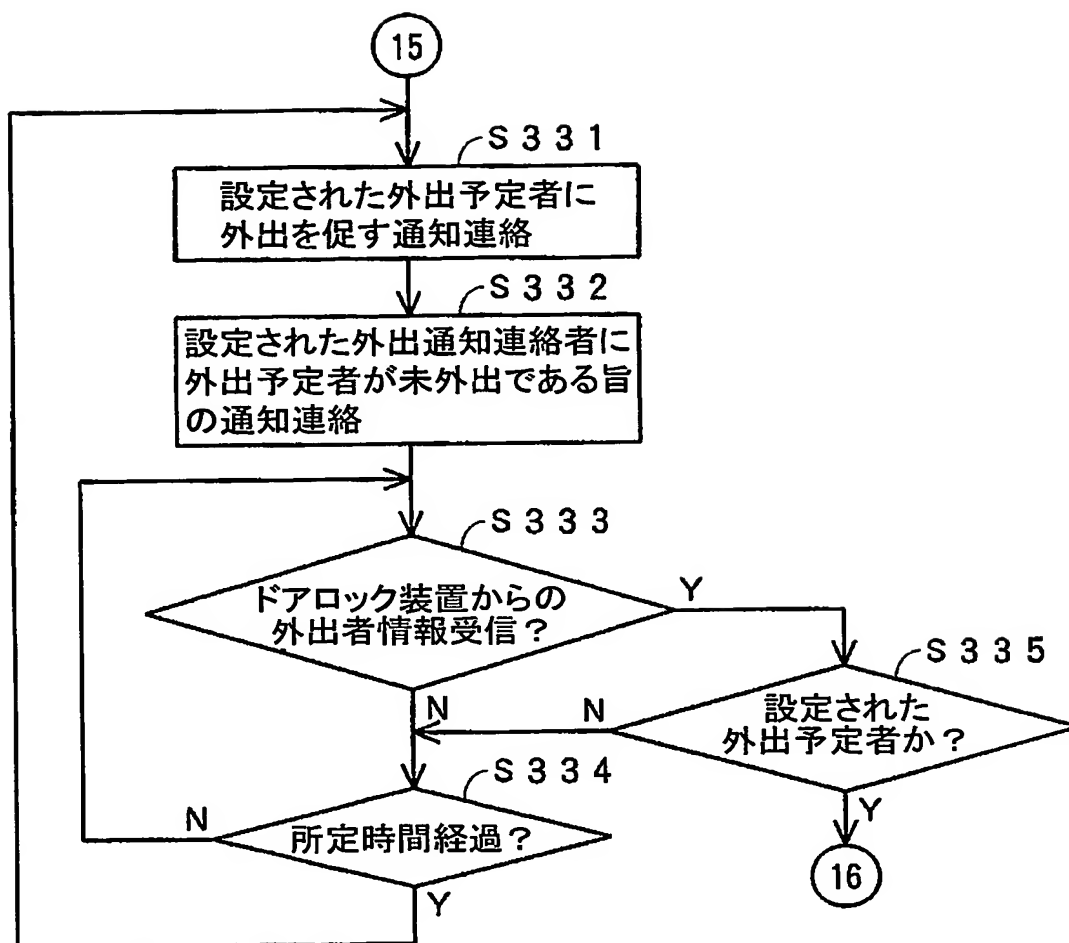 15
S331
設定された外出予定者に
外出を促す通知連絡
S332
設定された外出通知連絡者に
外出予定者が未外出である旨
の通知連絡
S333
ドアロック装置からの
外出者情報受信？
Y
N
S335
設定された
外出予定者か？
N
Y
S334
所定時間経過？
N
Y
16